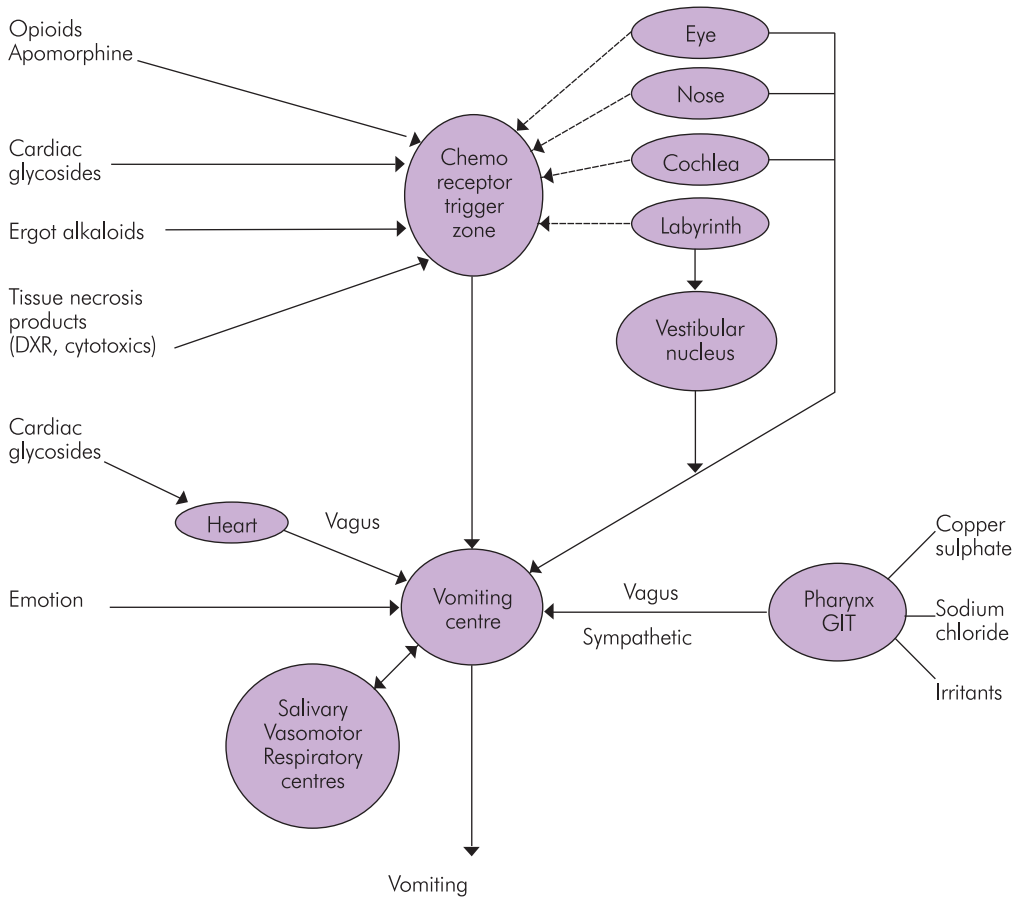 Opioids
Apomorphine
Cardiac
glycosides
Ergot alkaloids
Tissue necrosis
products
(DXR, cytotoxics)
Chemo
receptor
trigger
zone
Eye
Nose
Cochlea
Labyrinth
Vestibular
nucleus
Cardiac
glycosides
Heart
Vagus
Emotion
Vomiting
centre
Vagus
Sympathetic
Pharynx
GIT
Copper
sulphate
Sodium
chloride
Irritants
Salivary
Vasomotor
Respiratory
centres
Vomiting